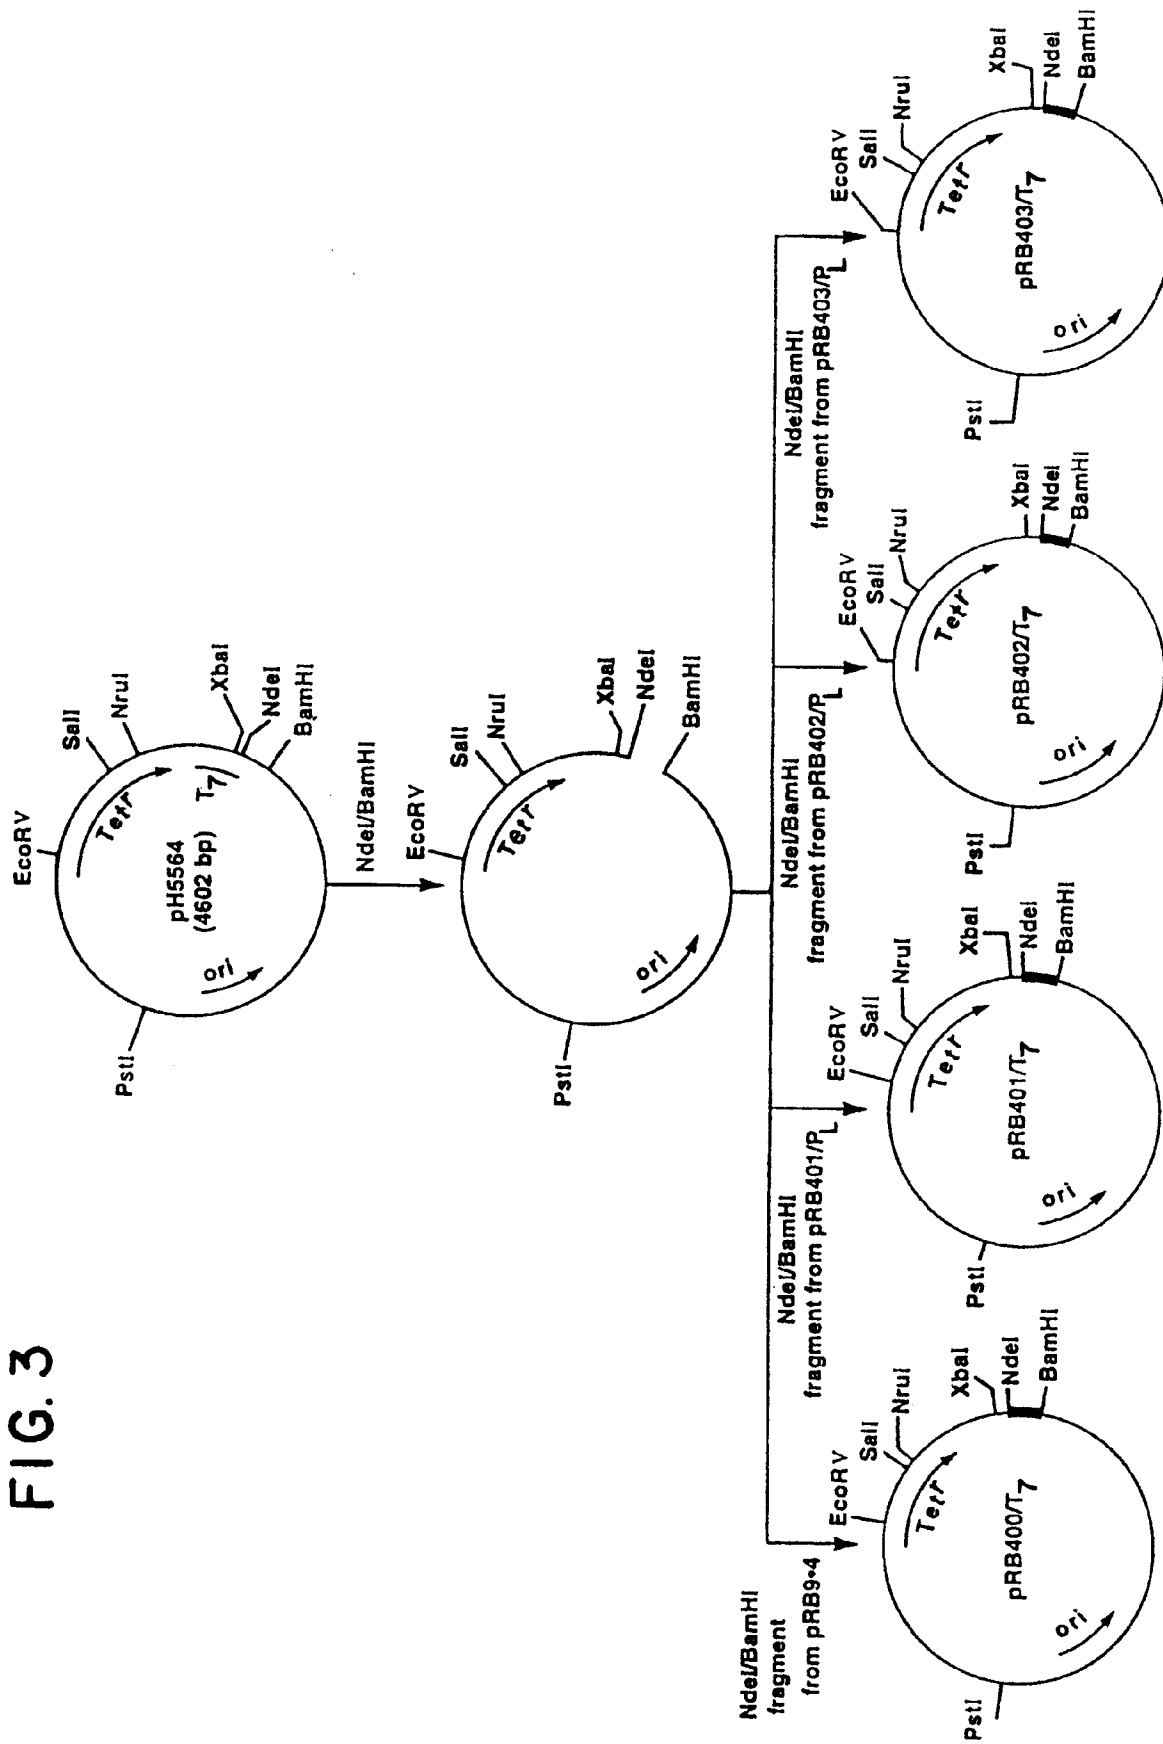 FIG. 3
EcoRV
SalI
NruI
Tetr
T7
XbaI
NdeI
BamHI
pH5564
(4602 bp)
ori
PstI
NdeI/BamHI
EcoRV
SalI
NruI
Tetr
XbaI
NdeI
BamHI
ori
PstI
NdeI/BamHI
fragment
from pRB9•4
NdeI/BamHI
fragment from pRB401/PL
NdeI/BamHI
fragment from pRB402/PL
NdeI/BamHI
fragment from pRB403/PL
EcoRV
SalI
NruI
Tetr
XbaI
NdeI
BamHI
pRB400/T7
ori
PstI
EcoRV
SalI
NruI
Tetr
XbaI
NdeI
BamHI
pRB401/T7
ori
PstI
EcoRV
SalI
NruI
Tetr
XbaI
NdeI
BamHI
pRB402/T7
ori
PstI
EcoRV
SalI
NruI
Tetr
XbaI
NdeI
BamHI
pRB403/T7
ori
PstI